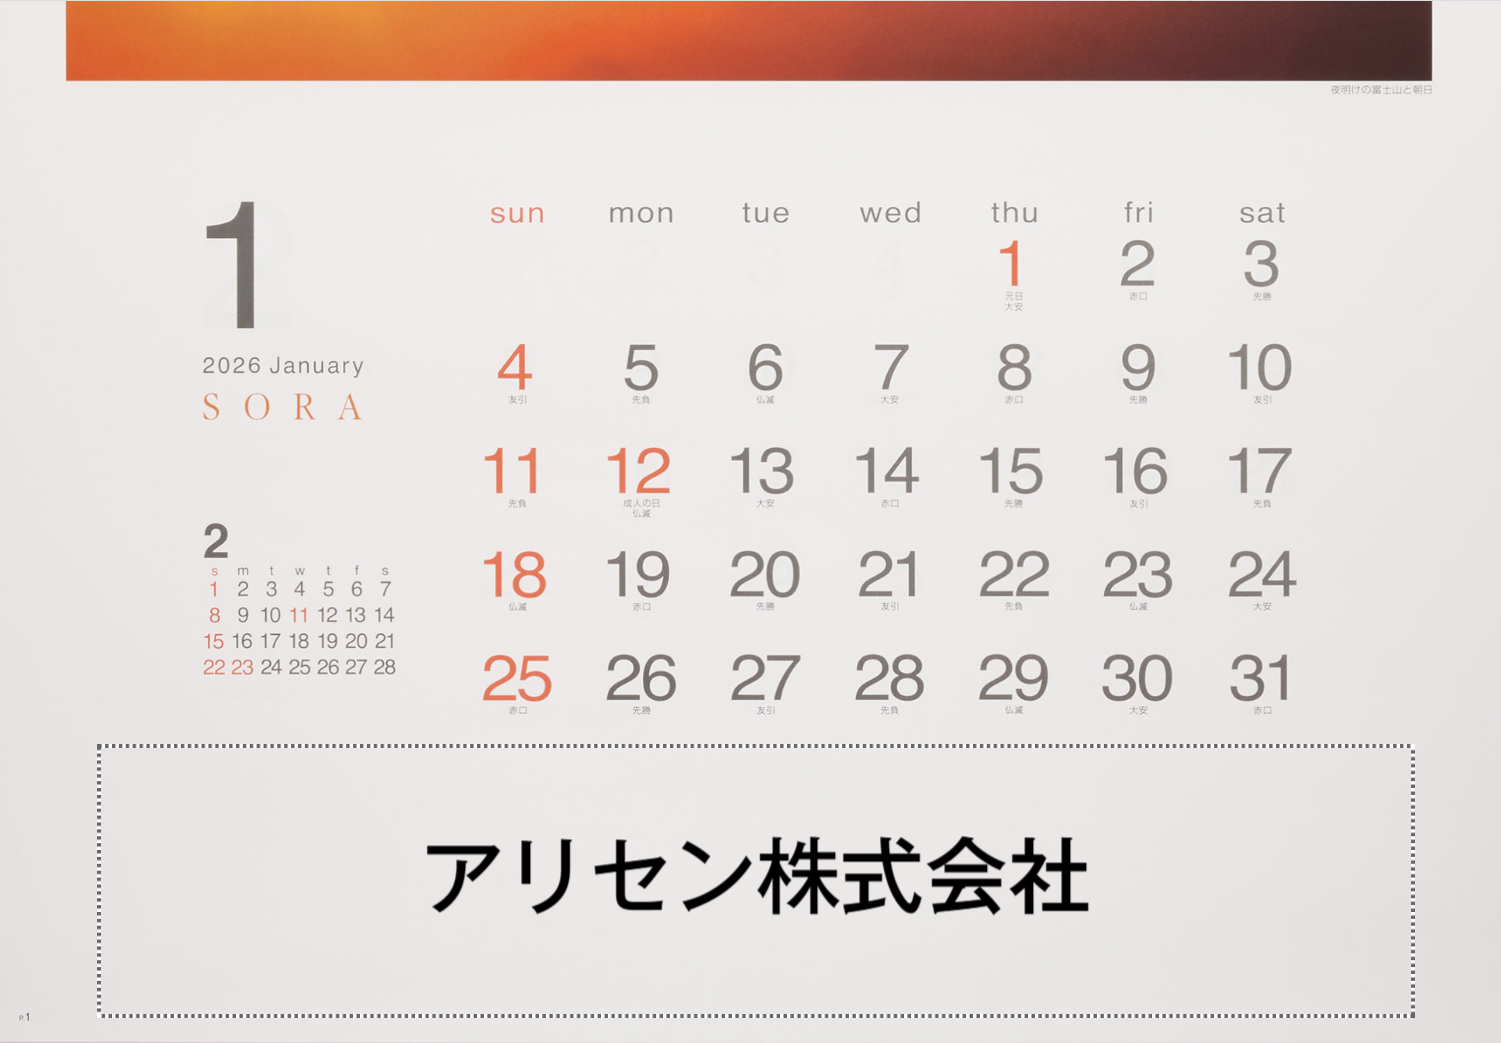 夜明けの富士山と朝日
1
2026 January
SORA
sun mon tue wed thu fri sat
1 2 3
元日 赤口 先勝
大安
4 5 6 7 8 9 10
友引 先負 仏滅 大安 赤口 先勝 友引
11 12 13 14 15 16 17
先負 成人の日 大安 赤口 先勝 友引 先負
仏滅
18 19 20 21 22 23 24
仏滅 赤口 先勝 友引 先負 仏滅 大安
25 26 27 28 29 30 31
赤口 先勝 友引 先負 仏滅 大安 赤口
2
s m t w t f s
1 2 3 4 5 6 7
8 9 10 11 12 13 14
15 16 17 18 19 20 21
22 23 24 25 26 27 28
アリセン株式会社
P.1